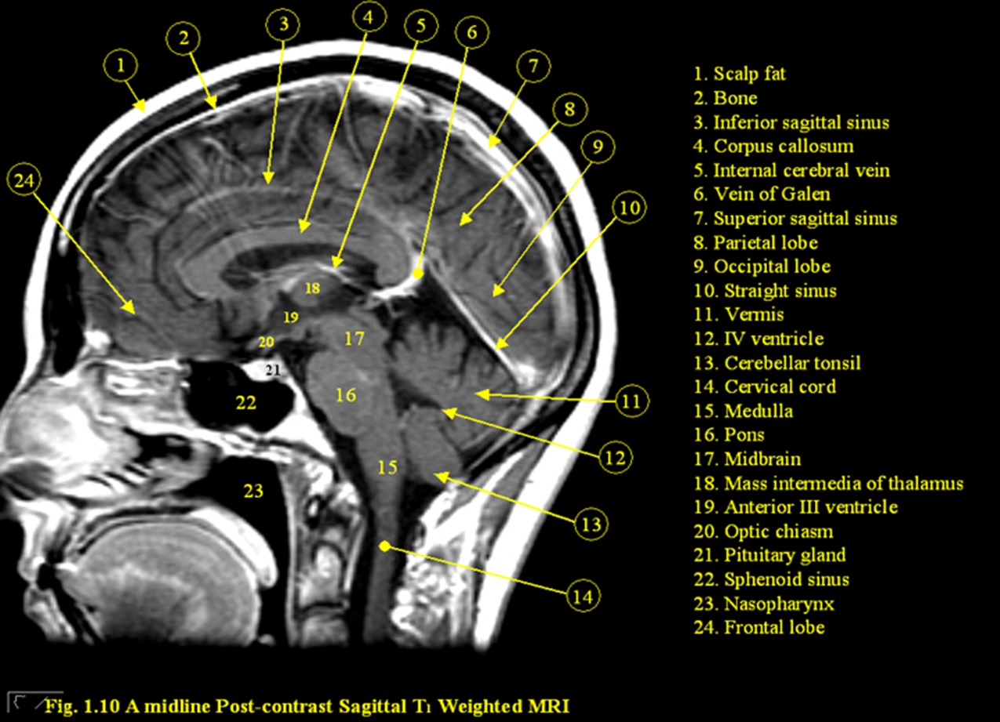 4
5
3
6
2
1
7
8
9
24
10
18
19
20
17
21
16
22
11
12
15
23
13
14
1. Scalp fat
2. Bone
3. Inferior sagittal sinus
4. Corpus callosum
5. Internal cerebral vein
6. Vein of Galen
7. Superior sagittal sinus
8. Parietal lobe
9. Occipital lobe
10. Straight sinus
11. Vermis
12. IV ventricle
13. Cerebellar tonsil
14. Cervical cord
15. Medulla
16. Pons
17. Midbrain
18. Mass intermedia of thalamus
19. Anterior III ventricle
20. Optic chiasm
21. Pituitary gland
22. Sphenoid sinus
23. Nasopharynx
24. Frontal lobe
Fig. 1.10 A midline Post-contrast Sagittal T₁ Weighted MRI